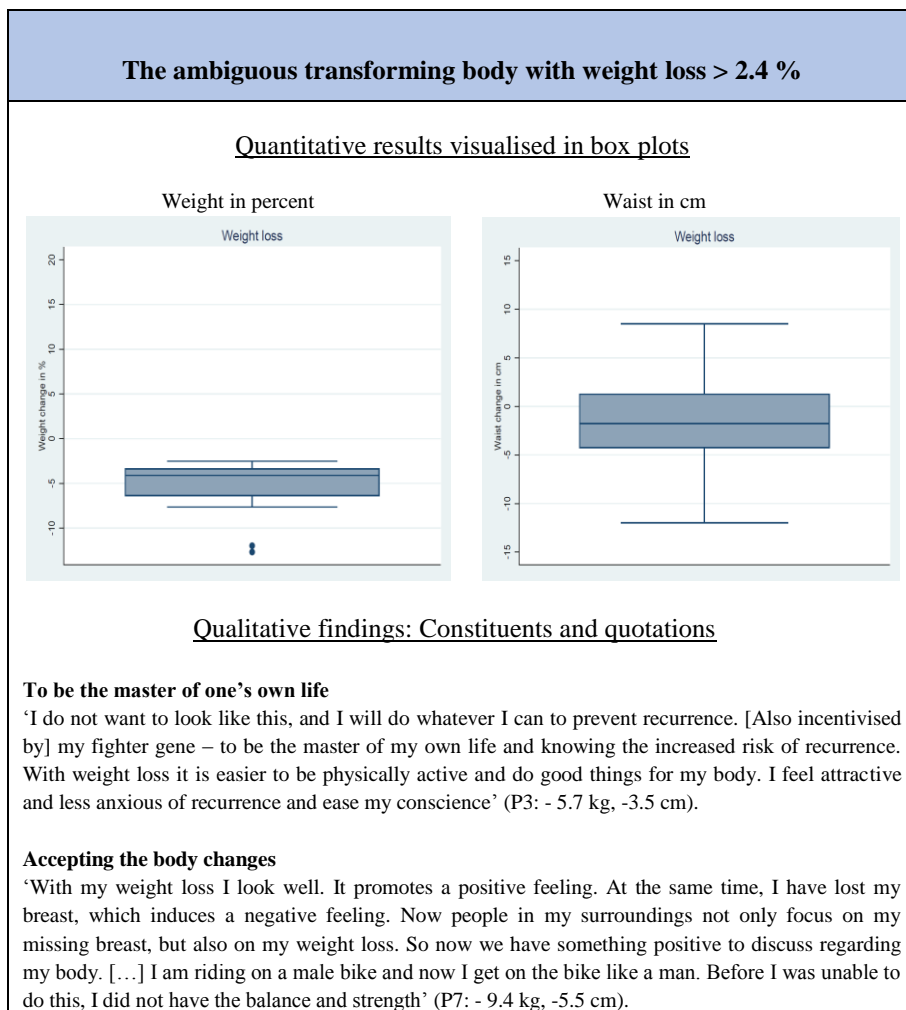 The ambiguous transforming body with weight loss > 2.4 %
Quantitative results visualised in box plots
Weight in percent
Waist in cm
Weight loss
20
15
10
5
0
-5
-10
Weight change in %
Weight loss
15
10
5
0
-5
-10
-15
Waist change in cm
Qualitative findings: Constituents and quotations
To be the master of one’s own life
‘I do not want to look like this, and I will do whatever I can to prevent recurrence. [Also incentivised
by] my fighter gene – to be the master of my own life and knowing the increased risk of recurrence.
With weight loss it is easier to be physically active and do good things for my body. I feel attractive
and less anxious of recurrence and ease my conscience’ (P3: - 5.7 kg, -3.5 cm).
Accepting the body changes
‘With my weight loss I look well. It promotes a positive feeling. At the same time, I have lost my
breast, which induces a negative feeling. Now people in my surroundings not only focus on my
missing breast, but also on my weight loss. So now we have something positive to discuss regarding
my body. […] I am riding on a male bike and now I get on the bike like a man. Before I was unable to
do this, I did not have the balance and strength’ (P7: - 9.4 kg, -5.5 cm).